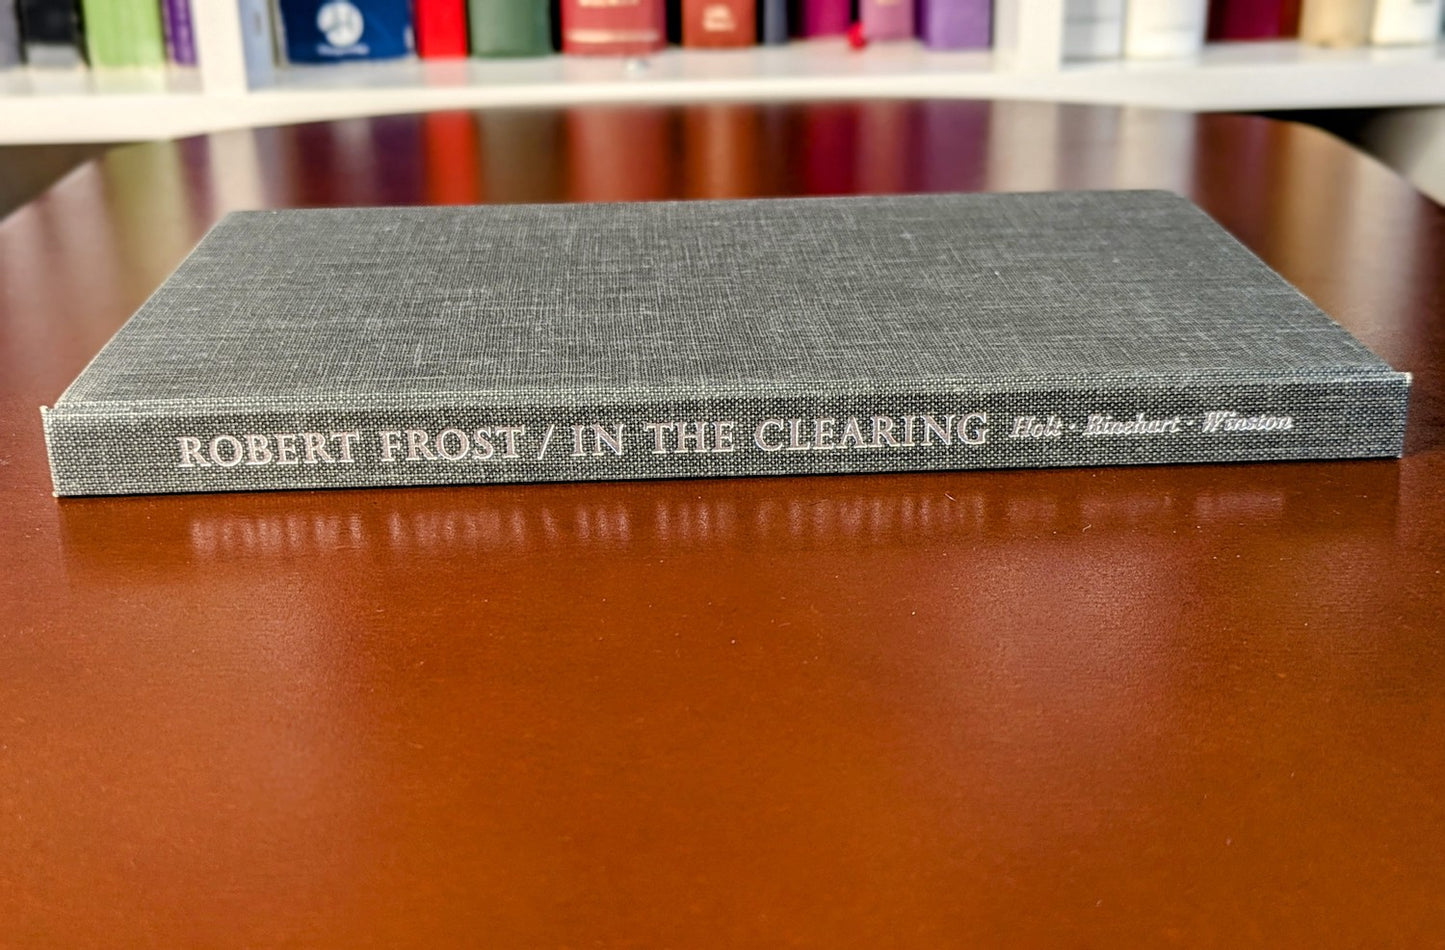 ROBERT FROST / IN THE CLEARING Holt · Rinehart · Winston